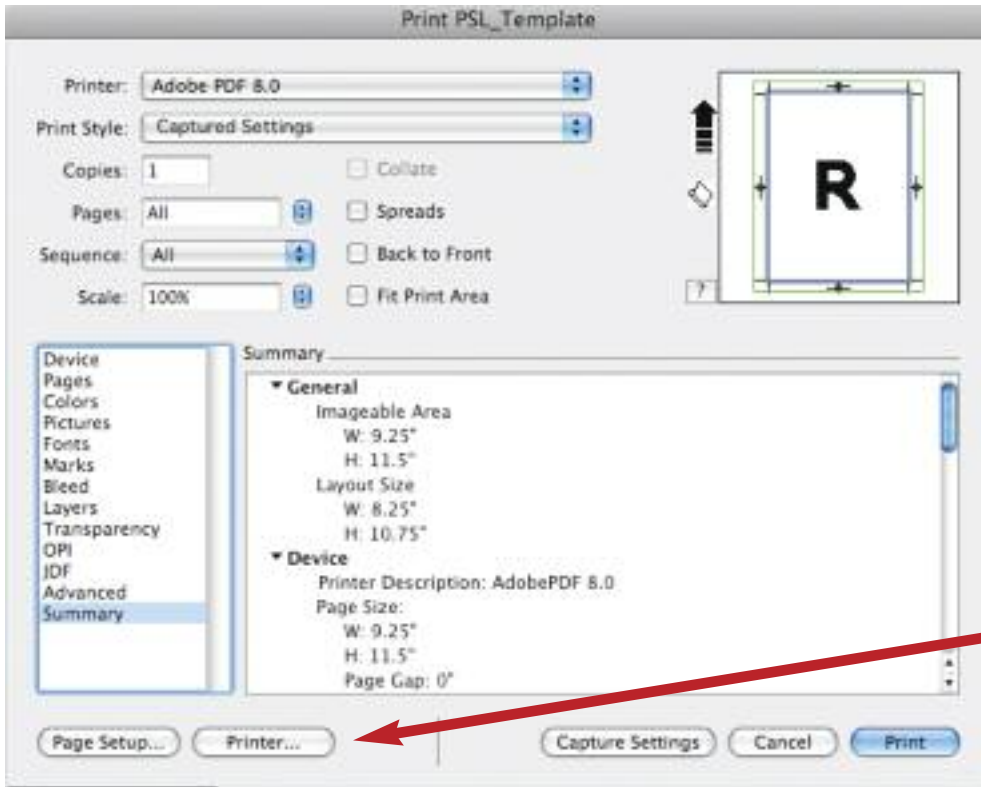 Print PSL_Template
Printer: Adobe PDF 8.0
Print Style: Captured Settings
Copies: 1
Collate
Pages: All
Spreads
Sequence: All
Back to Front
Scale: 100%
Fit Print Area
R
?
Device
Pages
Colors
Pictures
Fonts
Marks
Bleed
Layers
Transparency
OPI
JDF
Advanced
Summary
Summary
General
Imageable Area
W: 9.25"
H: 11.5"
Layout Size
W: 8.25"
H: 10.75"
Device
Printer Description: AdobePDF 8.0
Page Size:
W: 9.25"
H: 11.5"
Page Gap: 0"
Page Setup... Printer... Capture Settings Cancel Print